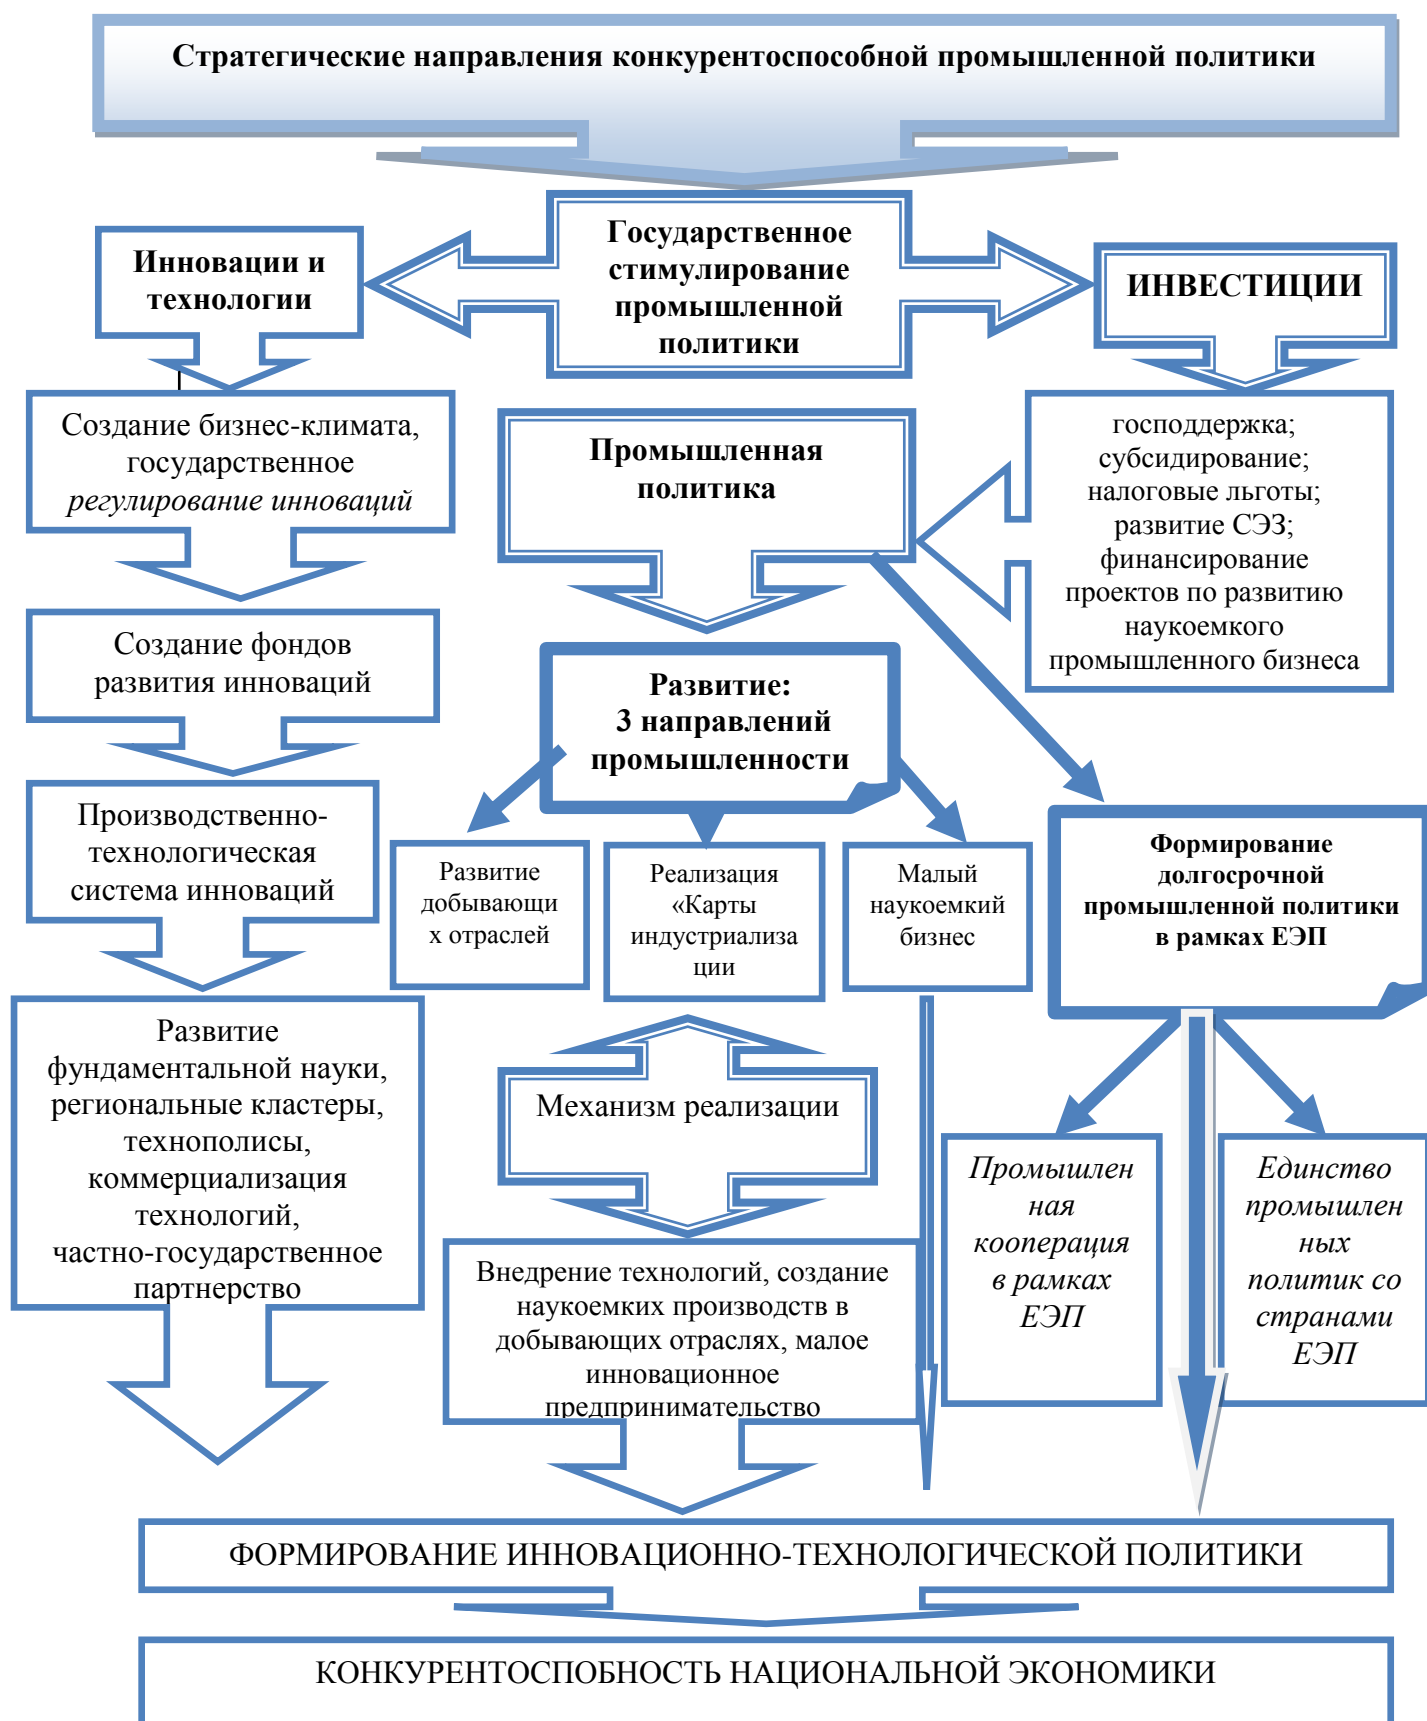 Стратегические направления конкурентоспособной промышленной политики
Государственное
стимулирование
промышленной
политики
Инновации и
технологии
ИНВЕСТИЦИИ
Создание бизнес-климата,
государственное
регулирование инноваций
Промышленная
политика
господдержка;
субсидирование;
налоговые льготы;
развитие СЭЗ;
финансирование
проектов по развитию
наукоемкого
промышленного бизнеса
Создание фондов
развития инноваций
Развитие:
3 направлений
промышленности
Производственно-
технологическая
система инноваций
Развитие
добывающи
х отраслей
Реализация
«Карты
индустриализа
ции
Малый
наукоемкий
бизнес
Формирование
долгосрочной
промышленной политики
в рамках ЕЭП
Развитие
фундаментальной науки,
региональные кластеры,
технополисы,
коммерциализация
технологий,
частно-государственное
партнерство
Механизм реализации
Промышлен
ная
кооперация
в рамках
ЕЭП
Единство
промышлен
ных
политик со
странами
ЕЭП
Внедрение технологий, создание
наукоемких производств в
добывающих отраслях, малое
инновационное
предпринимательство
ФОРМИРОВАНИЕ ИННОВАЦИОННО-ТЕХНОЛОГИЧЕСКОЙ ПОЛИТИКИ
КОНКУРЕНТОСПОБНОСТЬ НАЦИОНАЛЬНОЙ ЭКОНОМИКИ